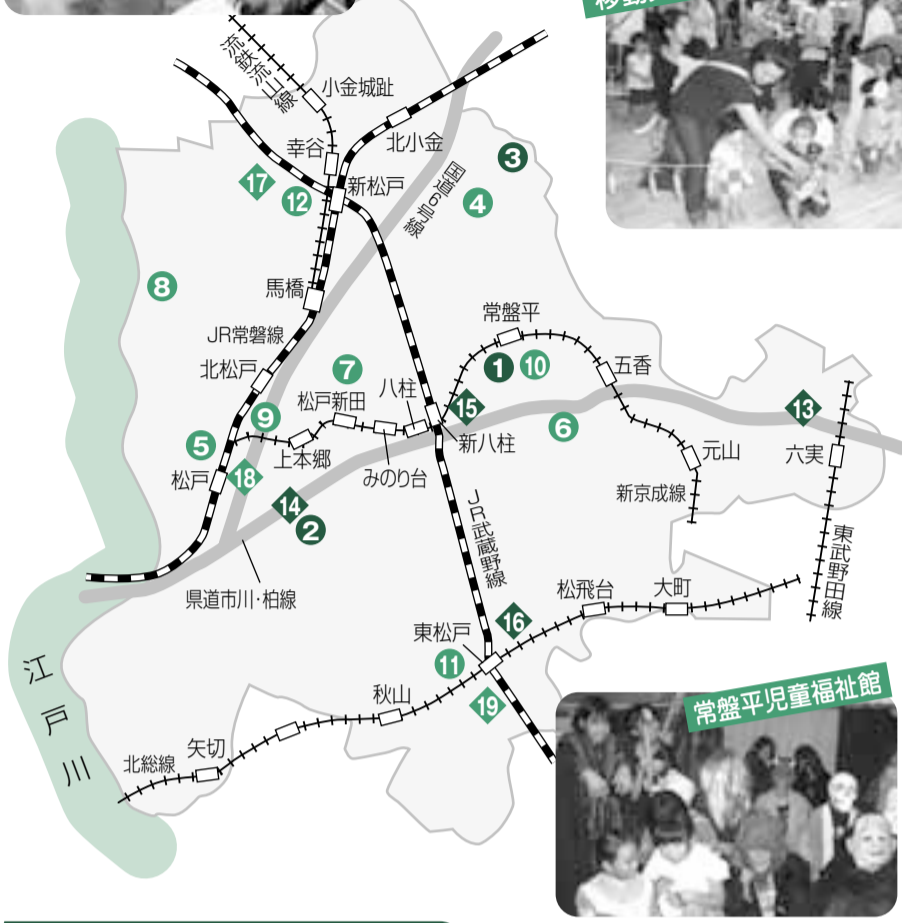 流鉄流山線
小金城趾
北小金
幸谷
新松戸
国道6号線
3
17
12
4
8
馬橋
JR常磐線
北松戸
常盤平
五香
7
1
10
八柱
松戸新田
9
15
13
5
上本郷
みのり台
新八柱
6
元山
六実
松戸
18
新京成線
14
2
JR武蔵野線
東武野田線
県道市川・柏線
松飛台
大町
16
東松戸
11
19
江戸川
秋山
矢切
北総線
常盤平児童福祉館